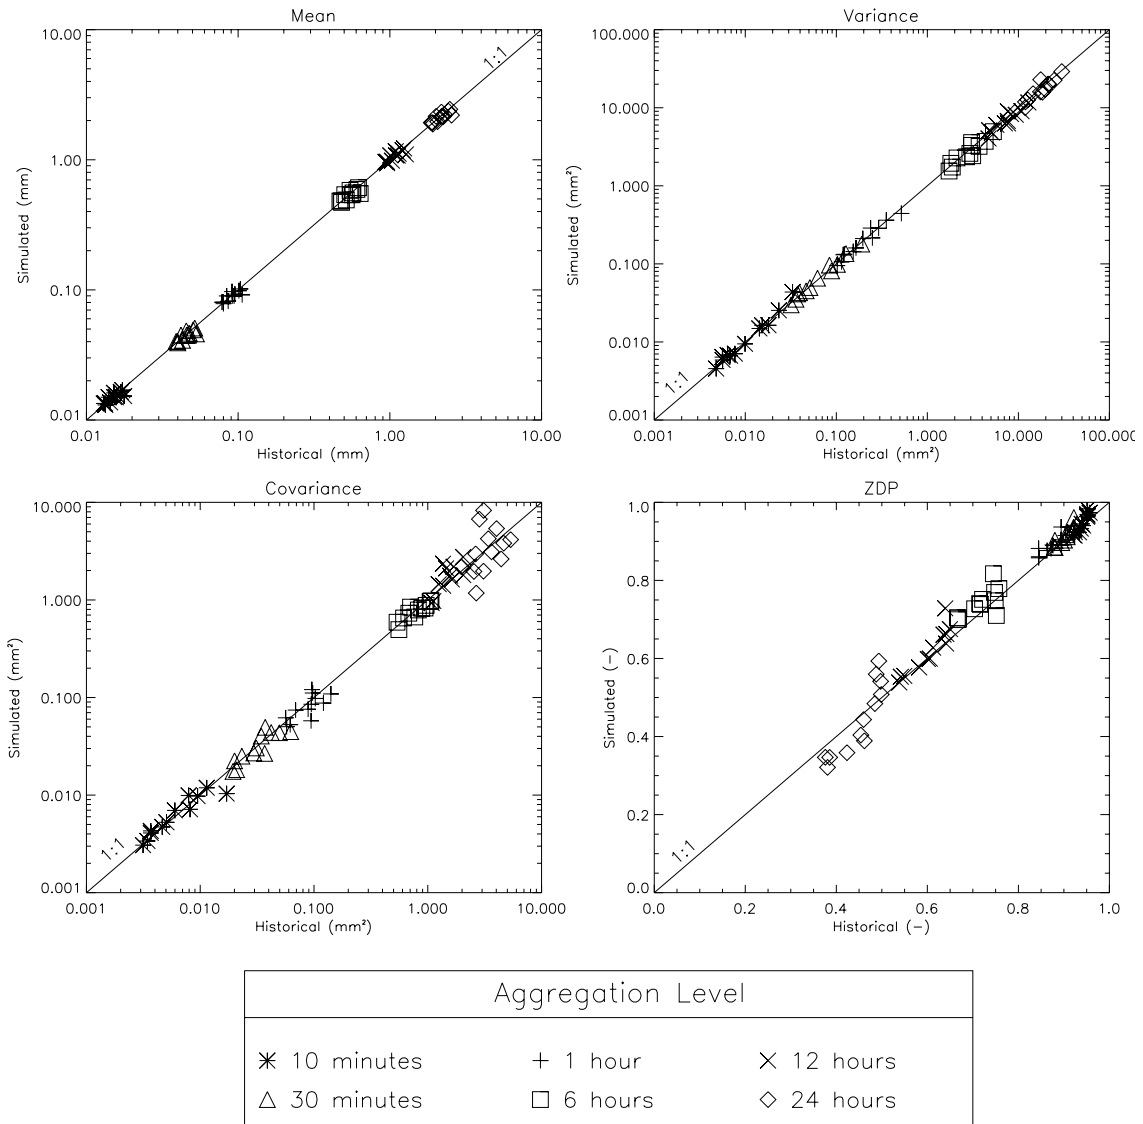 Mean
10.00
1.00
0.10
0.01
Simulated (mm)
1:1
0.01 0.10 1.00 10.00
Historical (mm)
Variance
100.000
10.000
1.000
0.100
0.010
0.001
Simulated (mm²)
1:1
0.001 0.010 0.100 1.000 10.000 100.000
Historical (mm²)
Covariance
10.000
1.000
0.100
0.010
0.001
Simulated (mm²)
1:1
0.001 0.010 0.100 1.000 10.000
Historical (mm²)
ZDP
1.0
0.8
0.6
0.4
0.2
0.0
Simulated (-)
1:1
0.0 0.2 0.4 0.6 0.8 1.0
Historical (-)
Aggregation Level
10 minutes 1 hour 12 hours
30 minutes 6 hours 24 hours